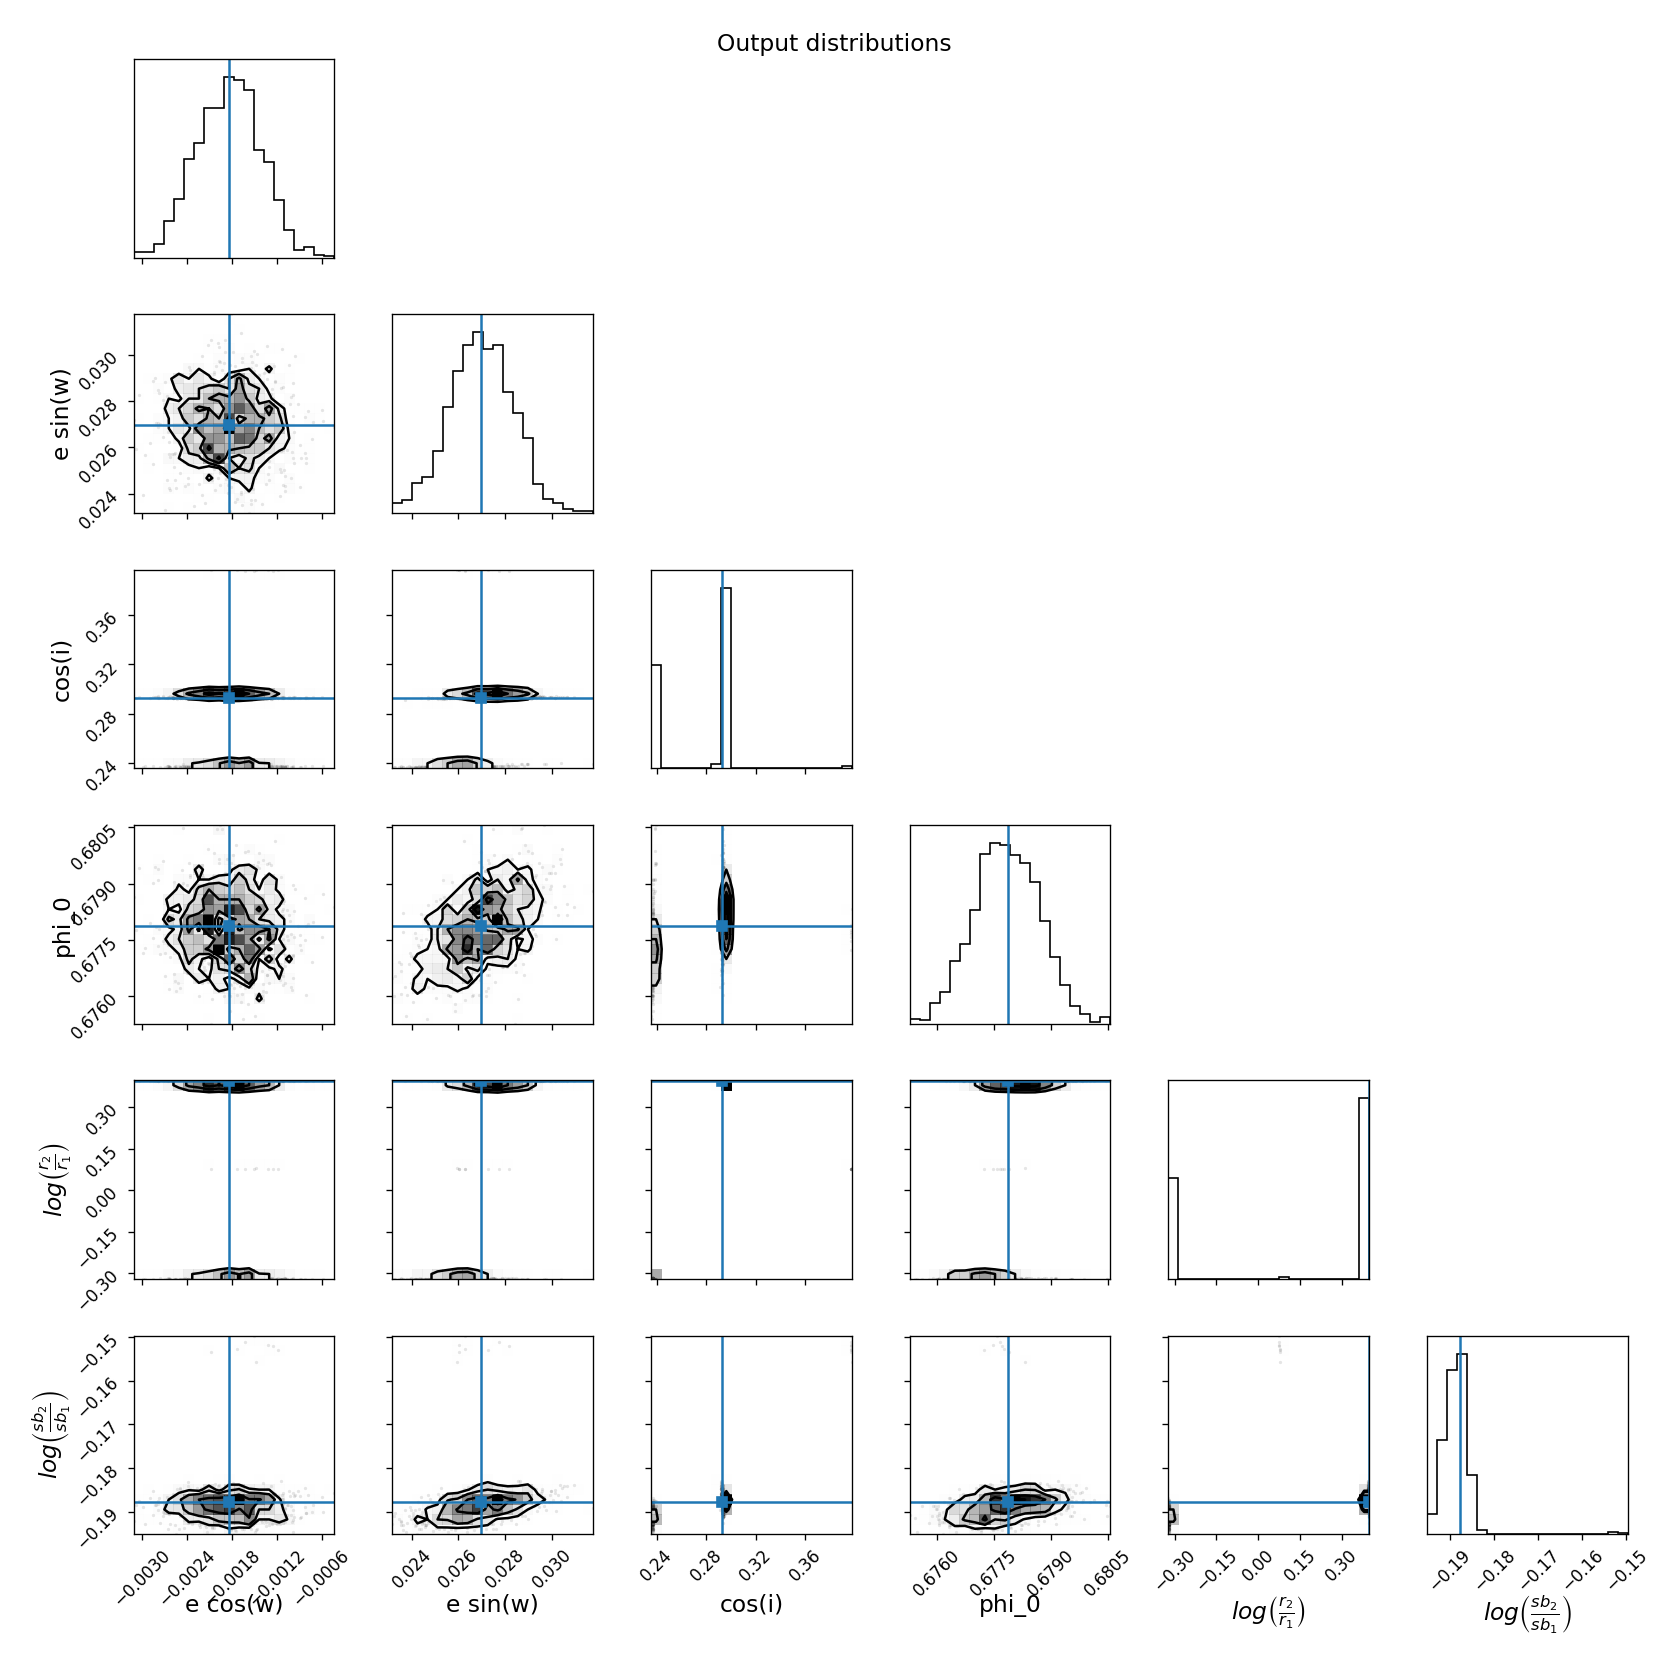 Output distributions
e sin(w)
0.030
0.028
0.026
0.024
cos(i)
0.36
0.32
0.28
0.24
phi_0
0.6805
0.6790
0.6775
0.6760
log(r2/r1)
0.30
0.15
0.00
−0.15
−0.30
log(sb2/sb1)
−0.15
−0.16
−0.17
−0.18
−0.19
−0.0030 −0.0024 −0.0018 −0.0012 −0.0006
0.024 0.026 0.028 0.030
0.24 0.28 0.32 0.36
0.6760 0.6775 0.6790 0.6805
−0.30 −0.15 0.00 0.15 0.30
−0.19 −0.18 −0.17 −0.16 −0.15
e cos(w) e sin(w) cos(i) phi_0 log(r2/r1) log(sb2/sb1)